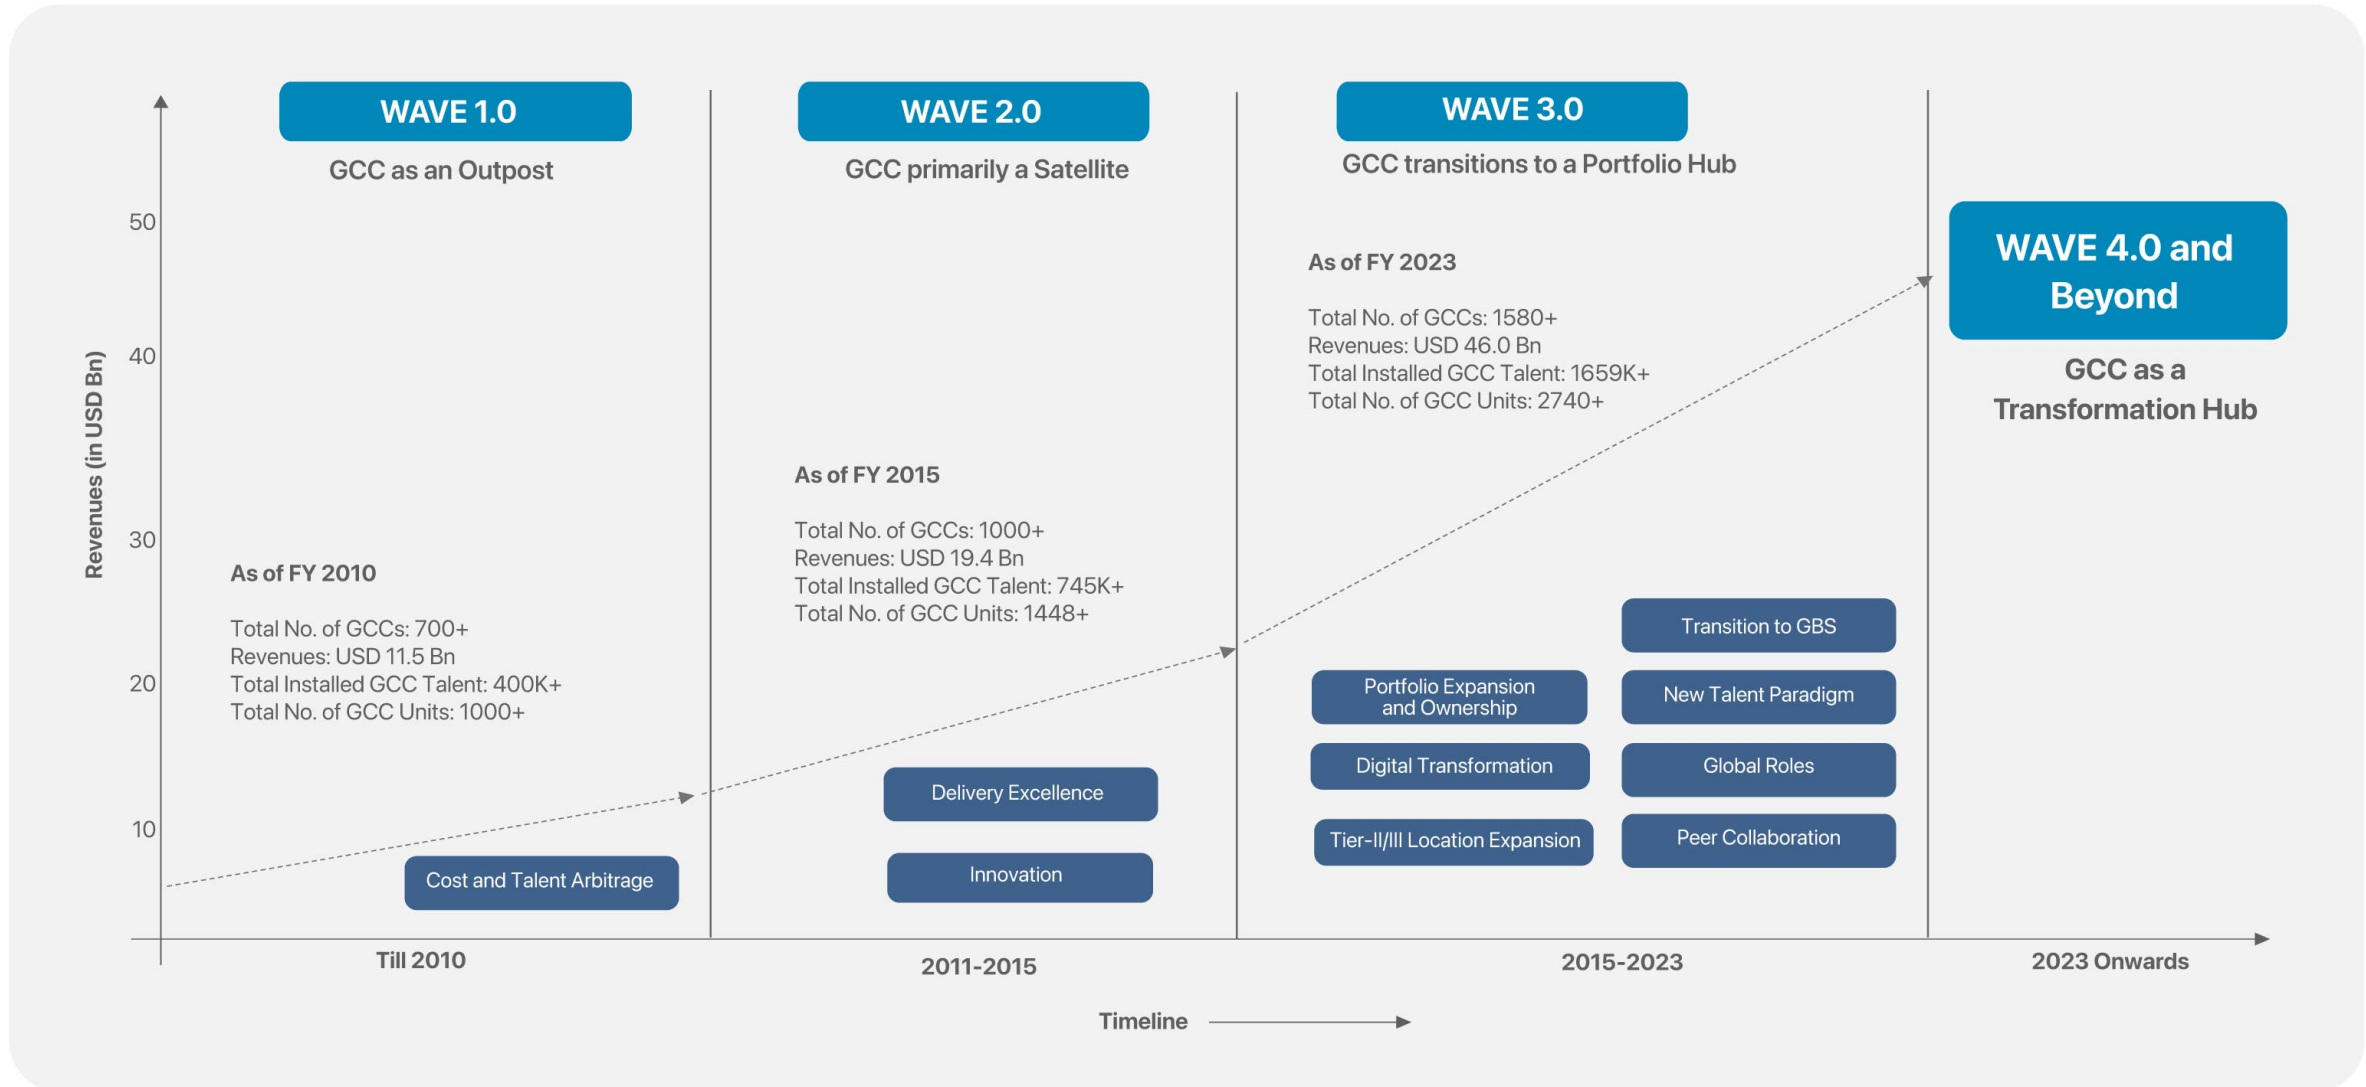 WAVE 1.0
GCC as an Outpost
WAVE 2.0
GCC primarily a Satellite
WAVE 3.0
GCC transitions to a Portfolio Hub
WAVE 4.0 and
Beyond
GCC as a
Transformation Hub
Revenues (in USD Bn)
50
40
30
20
10
As of FY 2010
Total No. of GCCs: 700+
Revenues: USD 11.5 Bn
Total Installed GCC Talent: 400K+
Total No. of GCC Units: 1000+
Cost and Talent Arbitrage
As of FY 2015
Total No. of GCCs: 1000+
Revenues: USD 19.4 Bn
Total Installed GCC Talent: 745K+
Total No. of GCC Units: 1448+
Delivery Excellence
Innovation
As of FY 2023
Total No. of GCCs: 1580+
Revenues: USD 46.0 Bn
Total Installed GCC Talent: 1659K+
Total No. of GCC Units: 2740+
Portfolio Expansion
and Ownership
Digital Transformation
Tier-II/III Location Expansion
Transition to GBS
New Talent Paradigm
Global Roles
Peer Collaboration
Till 2010
2011-2015
2015-2023
2023 Onwards
Timeline